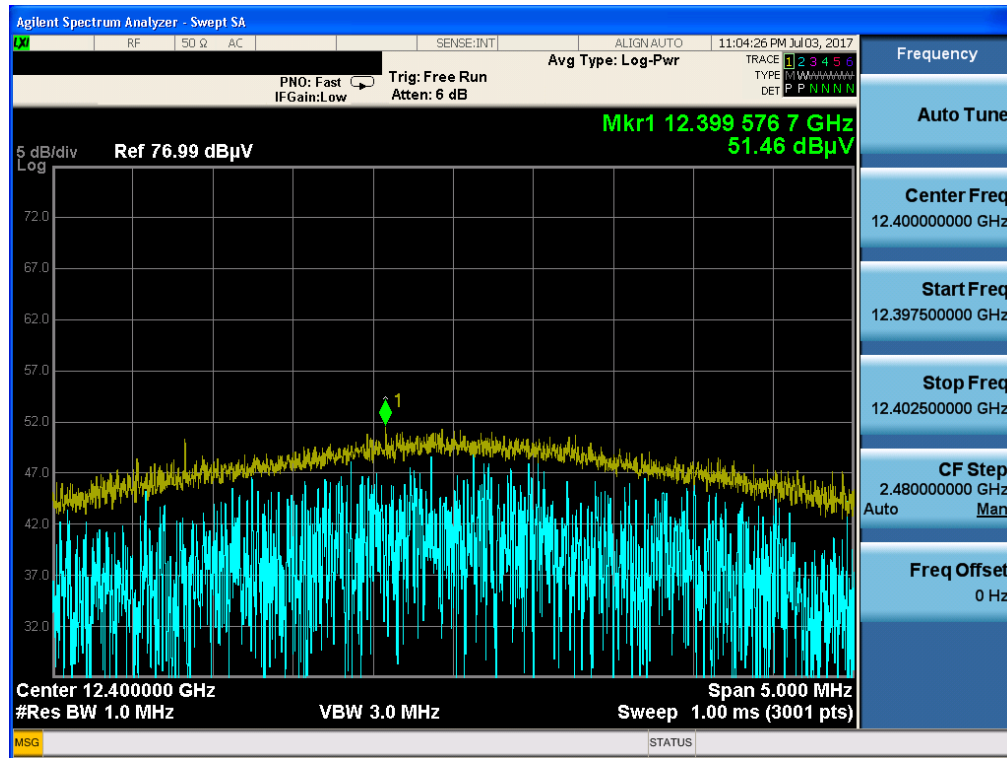 Agilent Spectrum Analyzer - Swept SA
LXI RF 50 Ω AC SENSE:INT ALIGN AUTO 11:04:26 PM Jul 03, 2017
Frequency
Avg Type: Log-Pwr
TRACE 1 2 3 4 5 6
PNO: Fast Trig: Free Run
TYPE M W W W W W
IFGain:Low Atten: 6 dB
DET P P N N N N
Auto Tune
Mkr1 12.399 576 7 GHz
5 dB/div Ref 76.99 dBµV 51.46 dBµV
Log
Center Freq
12.400000000 GHz
72.0
67.0
Start Freq
12.397500000 GHz
62.0
57.0
Stop Freq
12.402500000 GHz
1
52.0
CF Step
2.480000000 GHz
Auto Man
47.0
42.0
Freq Offset
0 Hz
37.0
32.0
Center 12.400000 GHz Span 5.000 MHz
#Res BW 1.0 MHz VBW 3.0 MHz Sweep 1.00 ms (3001 pts)
MSG STATUS